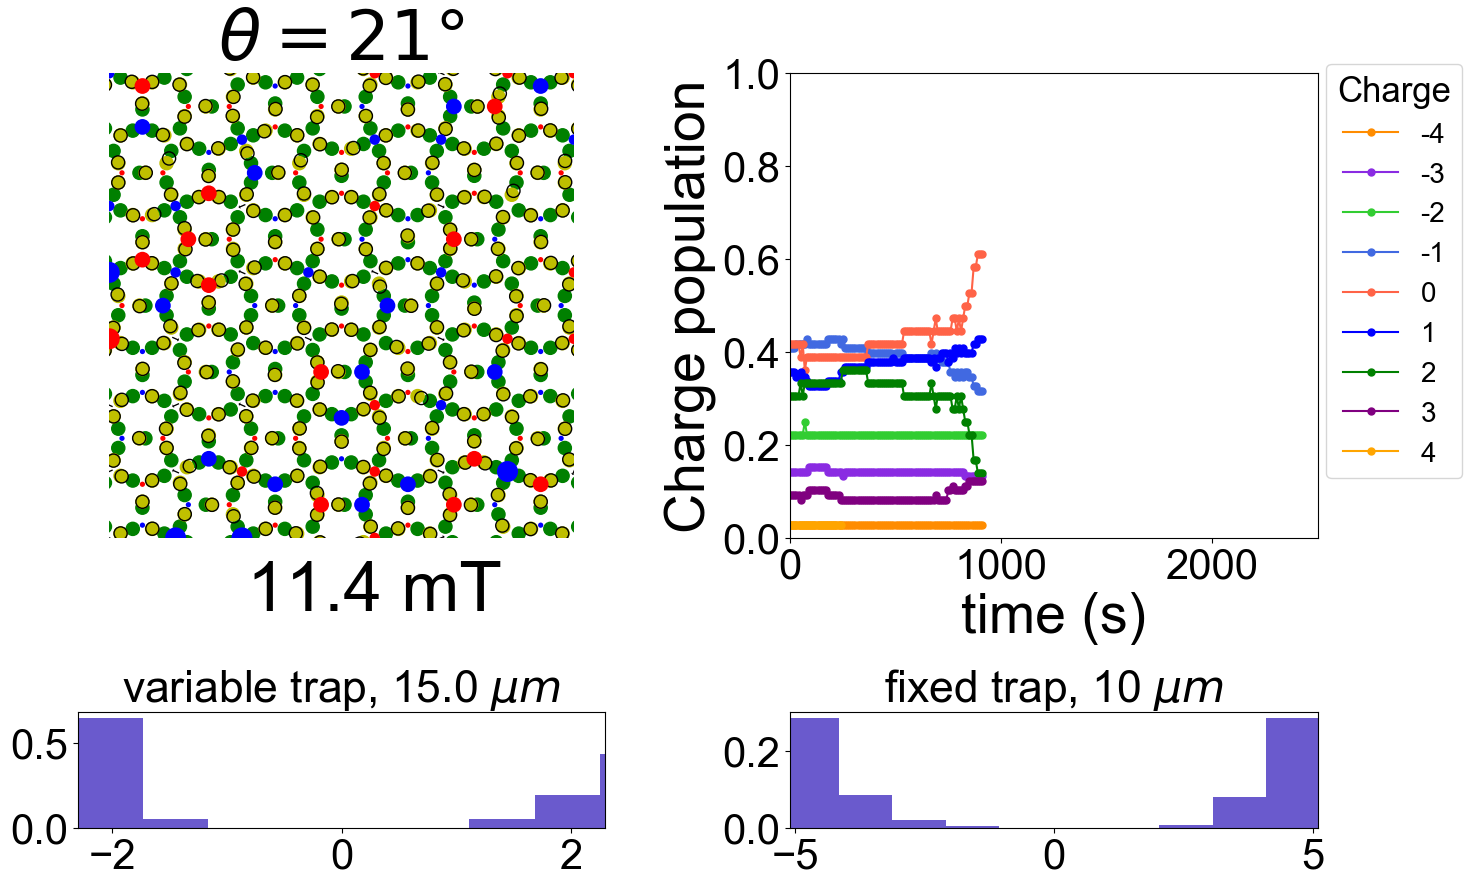 θ = 21°
11.4 mT
Charge population
1.0
0.8
0.6
0.4
0.2
0.0
0 1000 2000
time (s)
Charge
-4
-3
-2
-1
0
1
2
3
4
variable trap, 15.0 μm
0.5
0.0
−2 0 2
fixed trap, 10 μm
0.2
0.0
−5 0 5